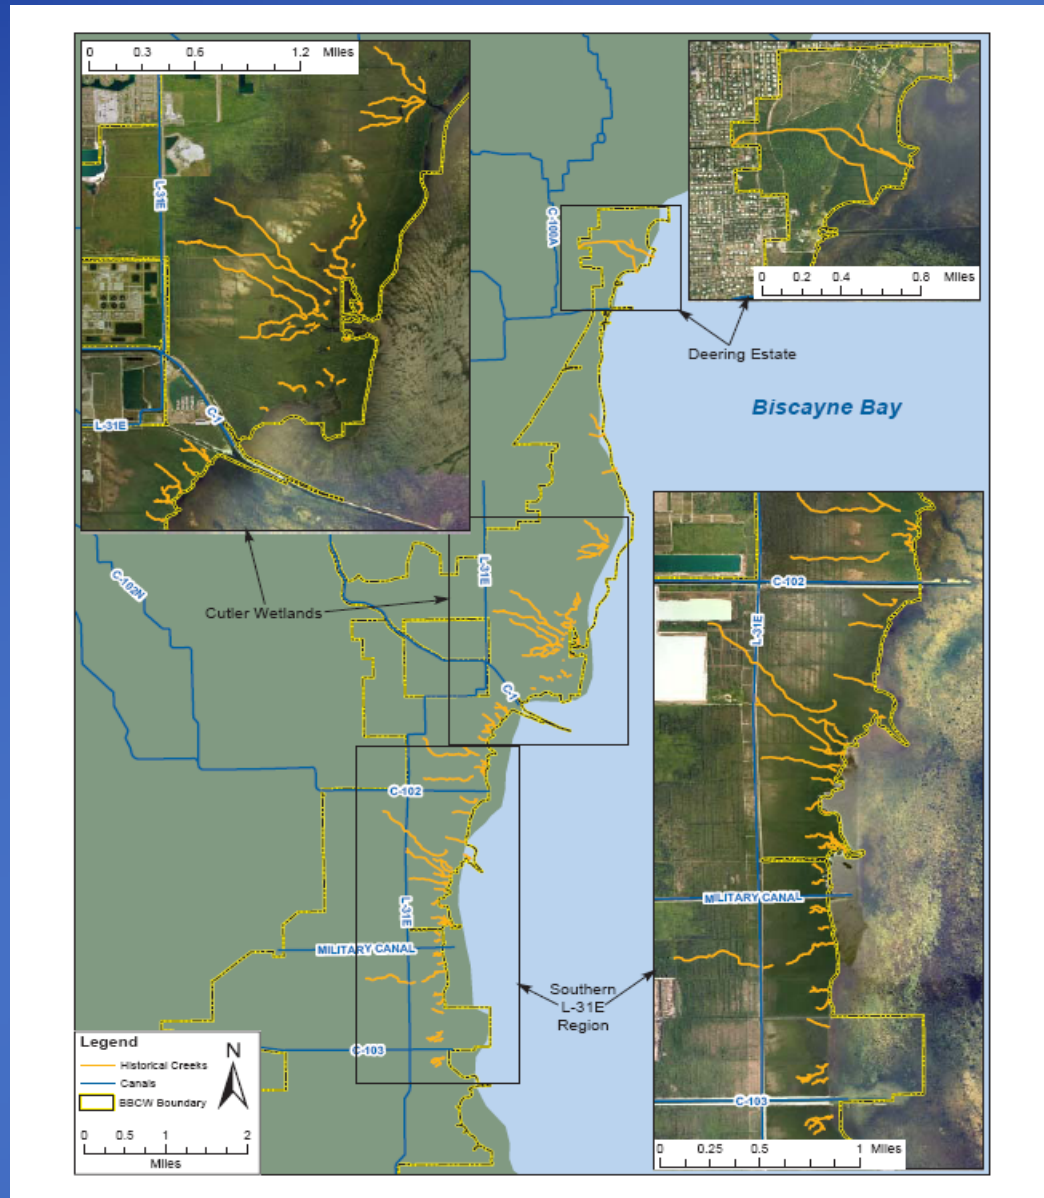 0 0.3 0.6 1.2 Miles
L-31E
C-1
L-31E
0 0.2 0.4 0.8 Miles
Deering Estate
C-100A
Biscayne Bay
C-102N
Cutler Wetlands
L-31E
C-1
C-102
L-31E
MILITARY CANAL
C-103
Southern
L-31E
Region
C-102
L-31E
MILITARY CANAL
C-103
0 0.25 0.5 1 Miles
Legend
Historical Creeks
Canals
BBCW Boundary
N
0 0.5 1 2
Miles